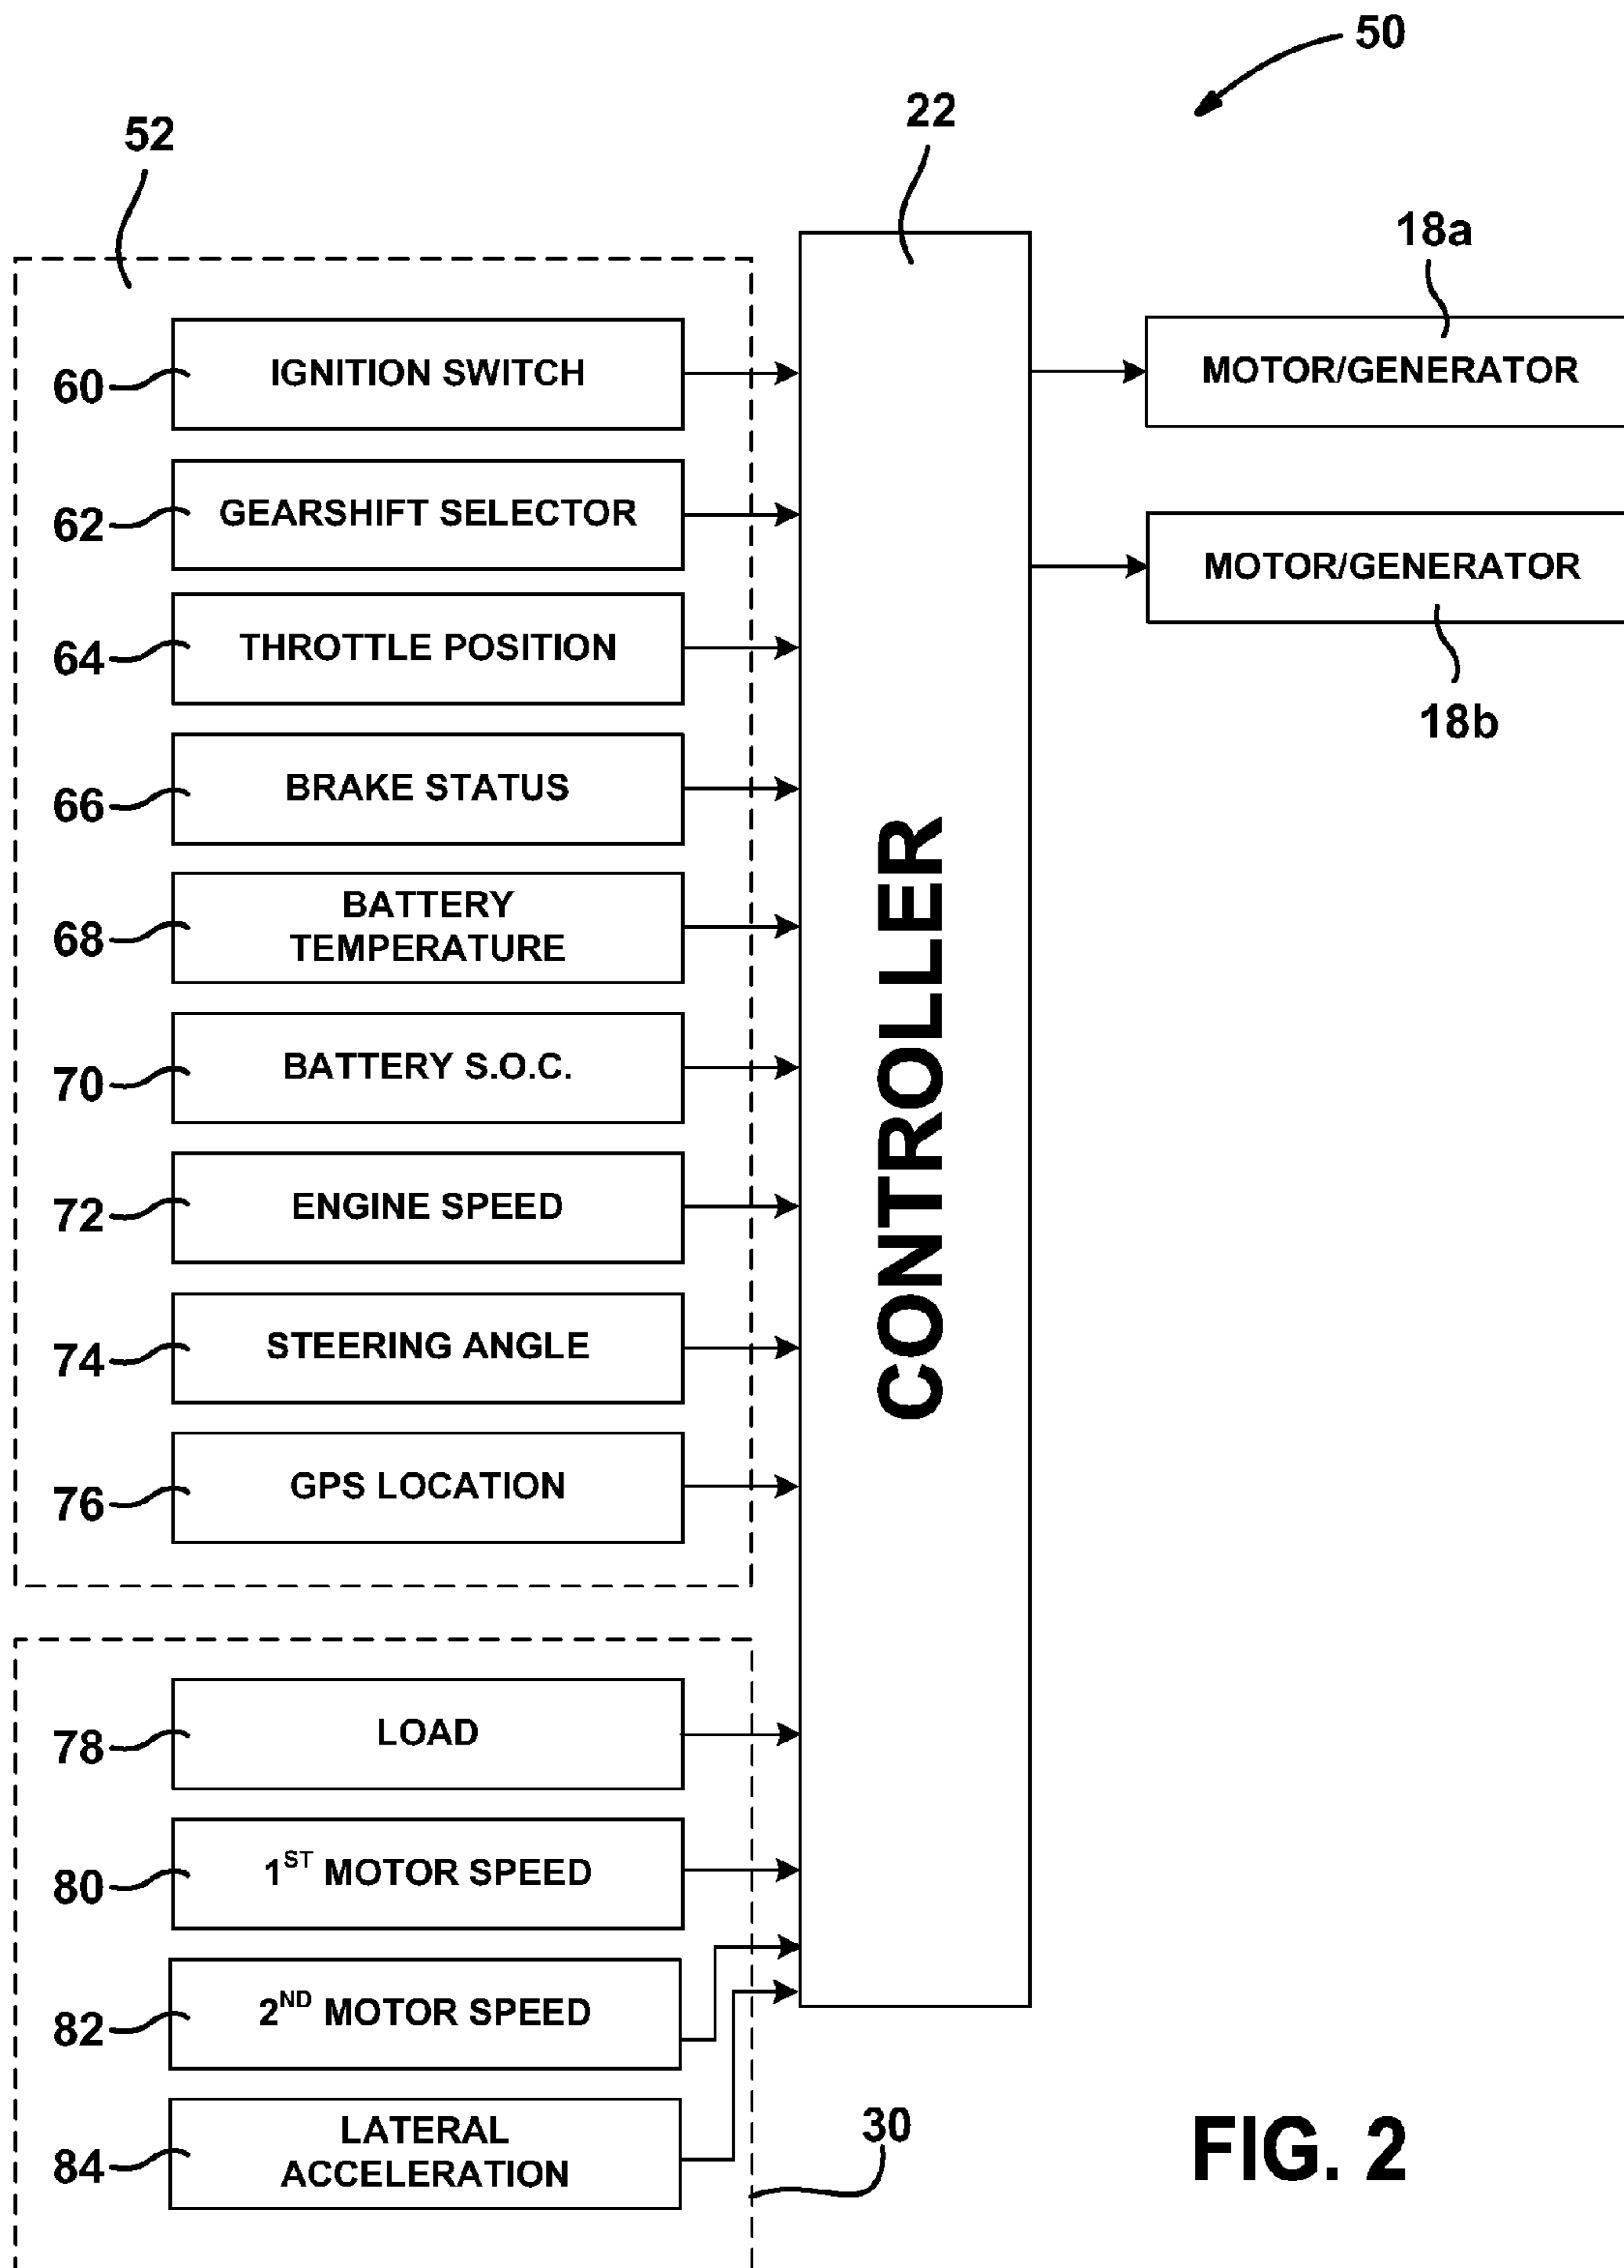 50
22
52
18a
60 IGNITION SWITCH
MOTOR/GENERATOR
62 GEARSHIFT SELECTOR
MOTOR/GENERATOR
64 THROTTLE POSITION
18b
66 BRAKE STATUS
68 BATTERY
TEMPERATURE
70 BATTERY S.O.C.
72 ENGINE SPEED
74 STEERING ANGLE
76 GPS LOCATION
CONTROLLER
78 LOAD
80 1ST MOTOR SPEED
82 2ND MOTOR SPEED
84 LATERAL
ACCELERATION
30
FIG. 2